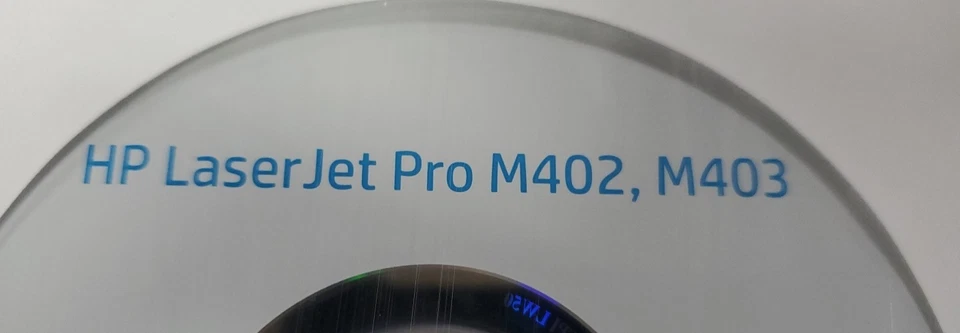 HP LaserJet Pro M402, M403